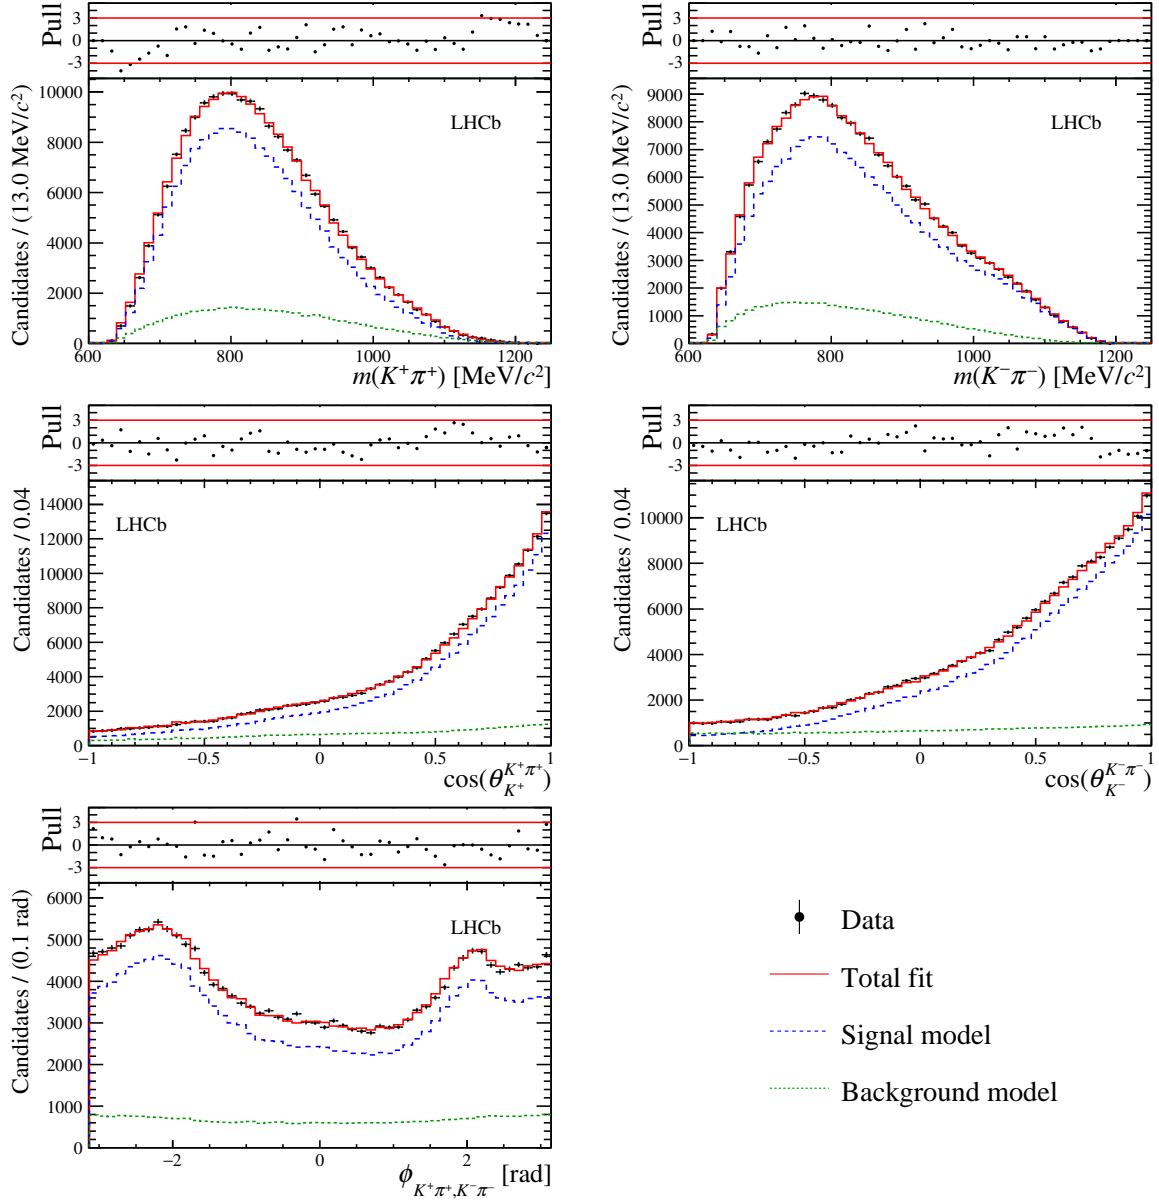 Pull
3
0
−3
Candidates / (13.0 MeV/c²)
10000
8000
6000
4000
2000
0
LHCb
600 800 1000 1200
m(K⁺π⁺) [MeV/c²]
Pull
3
0
−3
Candidates / (13.0 MeV/c²)
9000
8000
7000
6000
5000
4000
3000
2000
1000
0
LHCb
600 800 1000 1200
m(K⁻π⁻) [MeV/c²]
Pull
3
0
−3
Candidates / 0.04
14000
12000
10000
8000
6000
4000
2000
0
LHCb
−1 −0.5 0 0.5 1
cos(θ_{K⁺}^{K⁺π⁺})
Pull
3
0
−3
Candidates / 0.04
10000
8000
6000
4000
2000
0
LHCb
−1 −0.5 0 0.5 1
cos(θ_{K⁻}^{K⁻π⁻})
Pull
3
0
−3
Candidates / (0.1 rad)
6000
5000
4000
3000
2000
1000
0
LHCb
−2 0 2
ϕ_{K⁺π⁺,K⁻π⁻} [rad]
Data
Total fit
Signal model
Background model